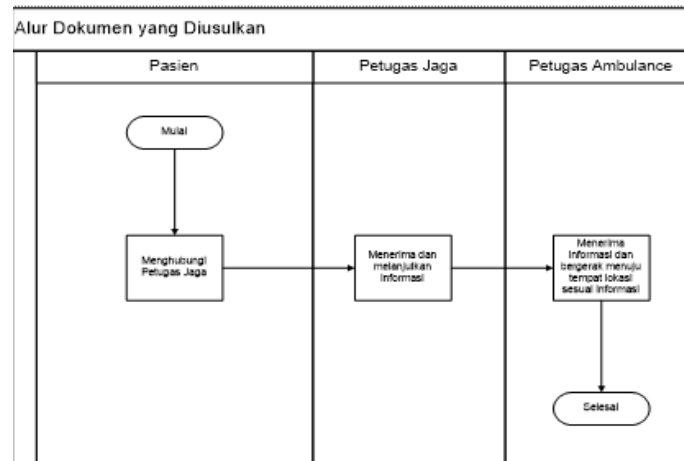 Alur Dokumen yang Diusulkan
Pasien
Petugas Jaga
Petugas Ambulance
Mulai
Menghubungi
Petugas Jaga
Menerima dan
melanjutkan
Informasi
Menerima
Informasi dan
bergerak menuju
tempat lokasi
sesuai Informasi
Selesai